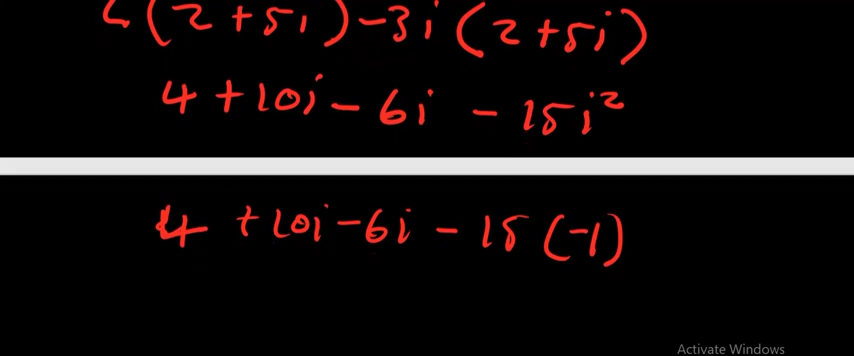 2 (2 + 5i) - 3i (2 + 5i)
4 + 10i - 6i - 15i²
4 + 10i - 6i - 15 (-1)
Activate Windows